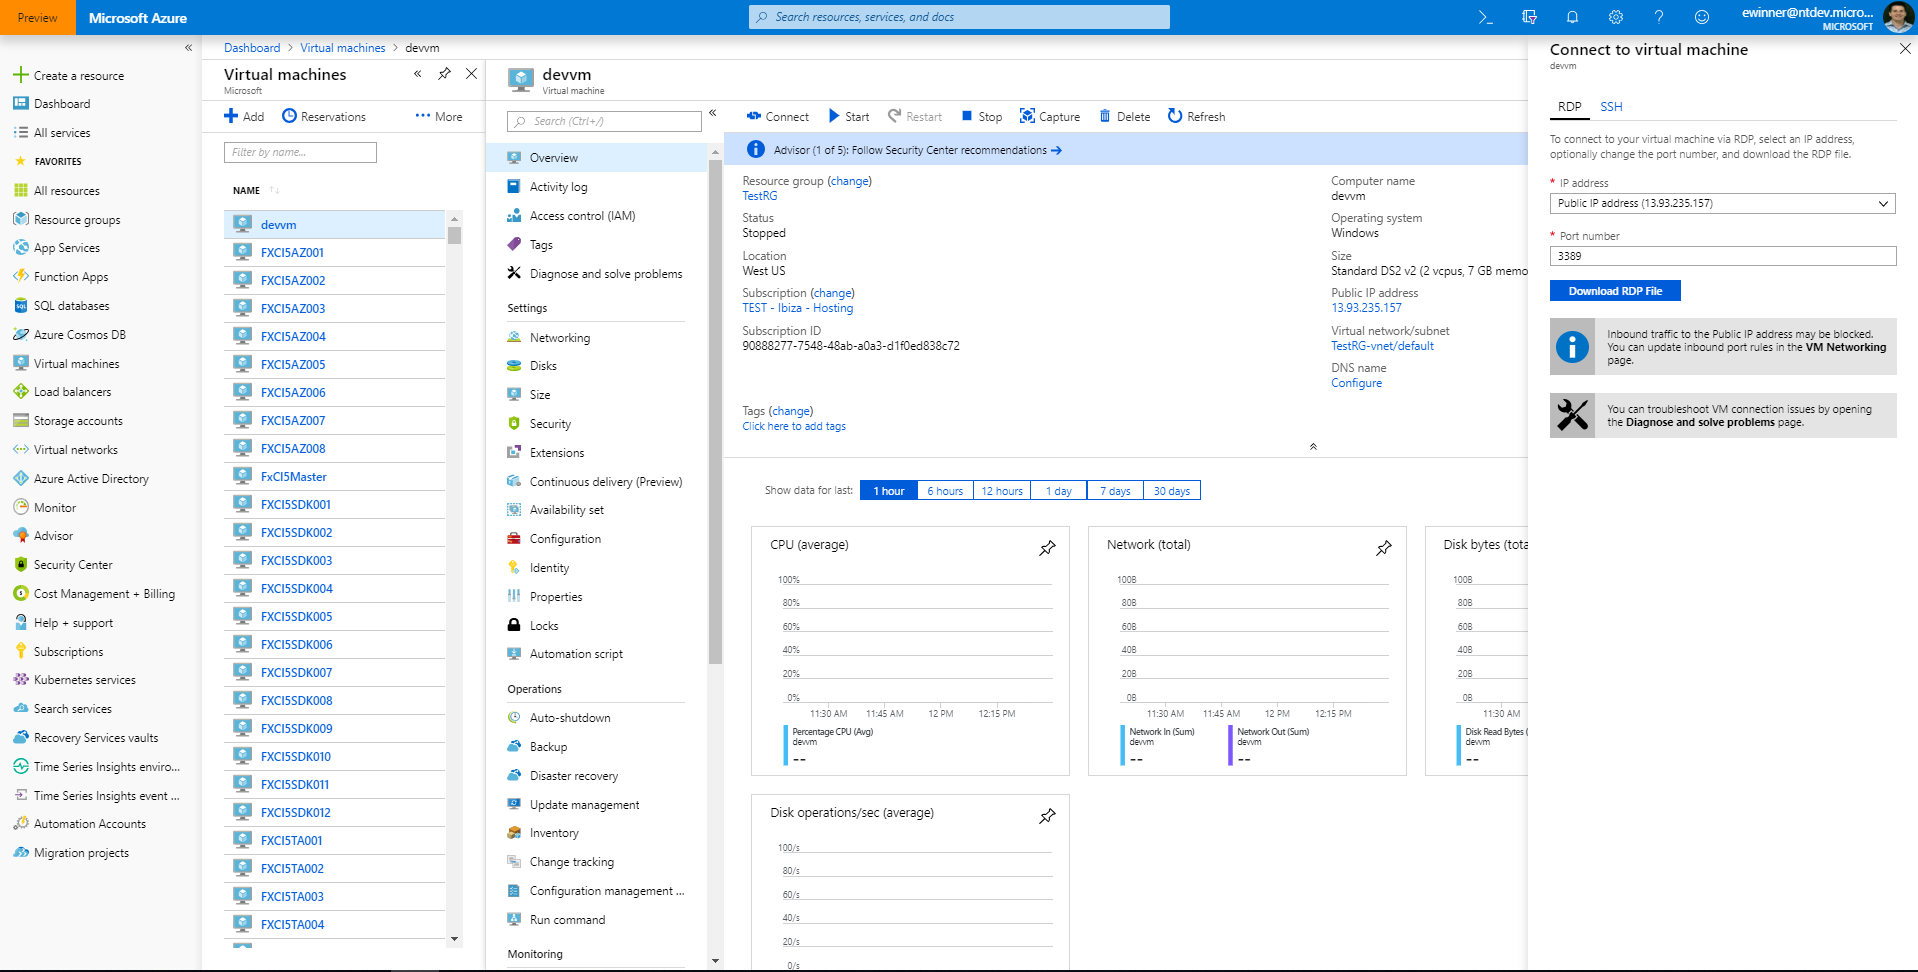 Preview
Microsoft Azure
Search resources, services, and docs
ewinner@ntdev.micro...
MICROSOFT
Create a resource
Dashboard
All services
FAVORITES
All resources
Resource groups
App Services
Function Apps
SQL databases
Azure Cosmos DB
Virtual machines
Load balancers
Storage accounts
Virtual networks
Azure Active Directory
Monitor
Advisor
Security Center
Cost Management + Billing
Help + support
Subscriptions
Kubernetes services
Search services
Recovery Services vaults
Time Series Insights enviro...
Time Series Insights event ...
Automation Accounts
Migration projects
Dashboard > Virtual machines > devvm
Virtual machines
Microsoft
Add
Reservations
More
Filter by name...
NAME
devvm
FXCI5AZ001
FXCI5AZ002
FXCI5AZ003
FXCI5AZ004
FXCI5AZ005
FXCI5AZ006
FXCI5AZ007
FXCI5AZ008
FxCI5Master
FXCI5SDK001
FXCI5SDK002
FXCI5SDK003
FXCI5SDK004
FXCI5SDK005
FXCI5SDK006
FXCI5SDK007
FXCI5SDK008
FXCI5SDK009
FXCI5SDK010
FXCI5SDK011
FXCI5SDK012
FXCI5TA001
FXCI5TA002
FXCI5TA003
FXCI5TA004
devvm
Virtual machine
Search (Ctrl+/)
Overview
Activity log
Access control (IAM)
Tags
Diagnose and solve problems
Settings
Networking
Disks
Size
Security
Extensions
Continuous delivery (Preview)
Availability set
Configuration
Identity
Properties
Locks
Automation script
Operations
Auto-shutdown
Backup
Disaster recovery
Update management
Inventory
Change tracking
Configuration management ...
Run command
Monitoring
Connect
Start
Restart
Stop
Capture
Delete
Refresh
Advisor (1 of 5): Follow Security Center recommendations
Resource group (change)
TestRG
Status
Stopped
Location
West US
Subscription (change)
TEST - Ibiza - Hosting
Subscription ID
90888277-7548-48ab-a0a3-d1f0ed838c72
Tags (change)
Click here to add tags
Computer name
devvm
Operating system
Windows
Size
Standard DS2 v2 (2 vcpus, 7 GB memo
Public IP address
13.93.235.157
Virtual network/subnet
TestRG-vnet/default
DNS name
Configure
Show data for last:
1 hour
6 hours
12 hours
1 day
7 days
30 days
CPU (average)
100%
80%
60%
40%
20%
0%
11:30 AM
11:45 AM
12 PM
12:15 PM
Percentage CPU (Avg)
devvm
--
Network (total)
100B
80B
60B
40B
20B
0B
11:30 AM
11:45 AM
12 PM
12:15 PM
Network In (Sum)
devvm
--
Network Out (Sum)
devvm
--
Disk bytes (tota
100B
80B
60B
40B
20B
0B
11:30 AM
Disk Read Bytes (
devvm
--
Disk operations/sec (average)
100/s
80/s
60/s
40/s
20/s
0/s
Connect to virtual machine
devvm
RDP
SSH
To connect to your virtual machine via RDP, select an IP address,
optionally change the port number, and download the RDP file.
* IP address
Public IP address (13.93.235.157)
* Port number
3389
Download RDP File
Inbound traffic to the Public IP address may be blocked.
You can update inbound port rules in the VM Networking
page.
You can troubleshoot VM connection issues by opening
the Diagnose and solve problems page.